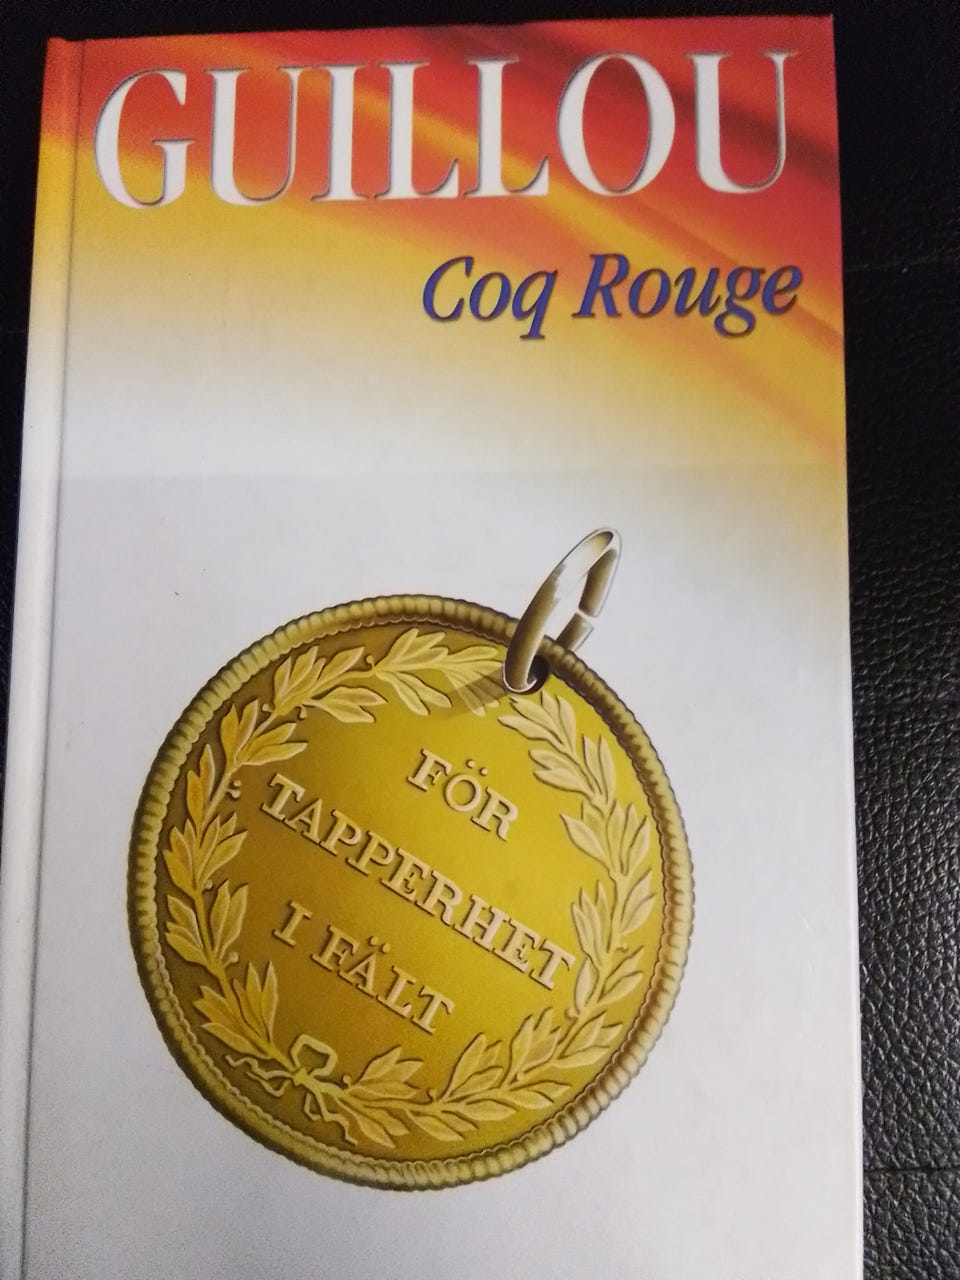 GUILLOU
Coq Rouge
FÖR
TAPPERHET
I FÄLT